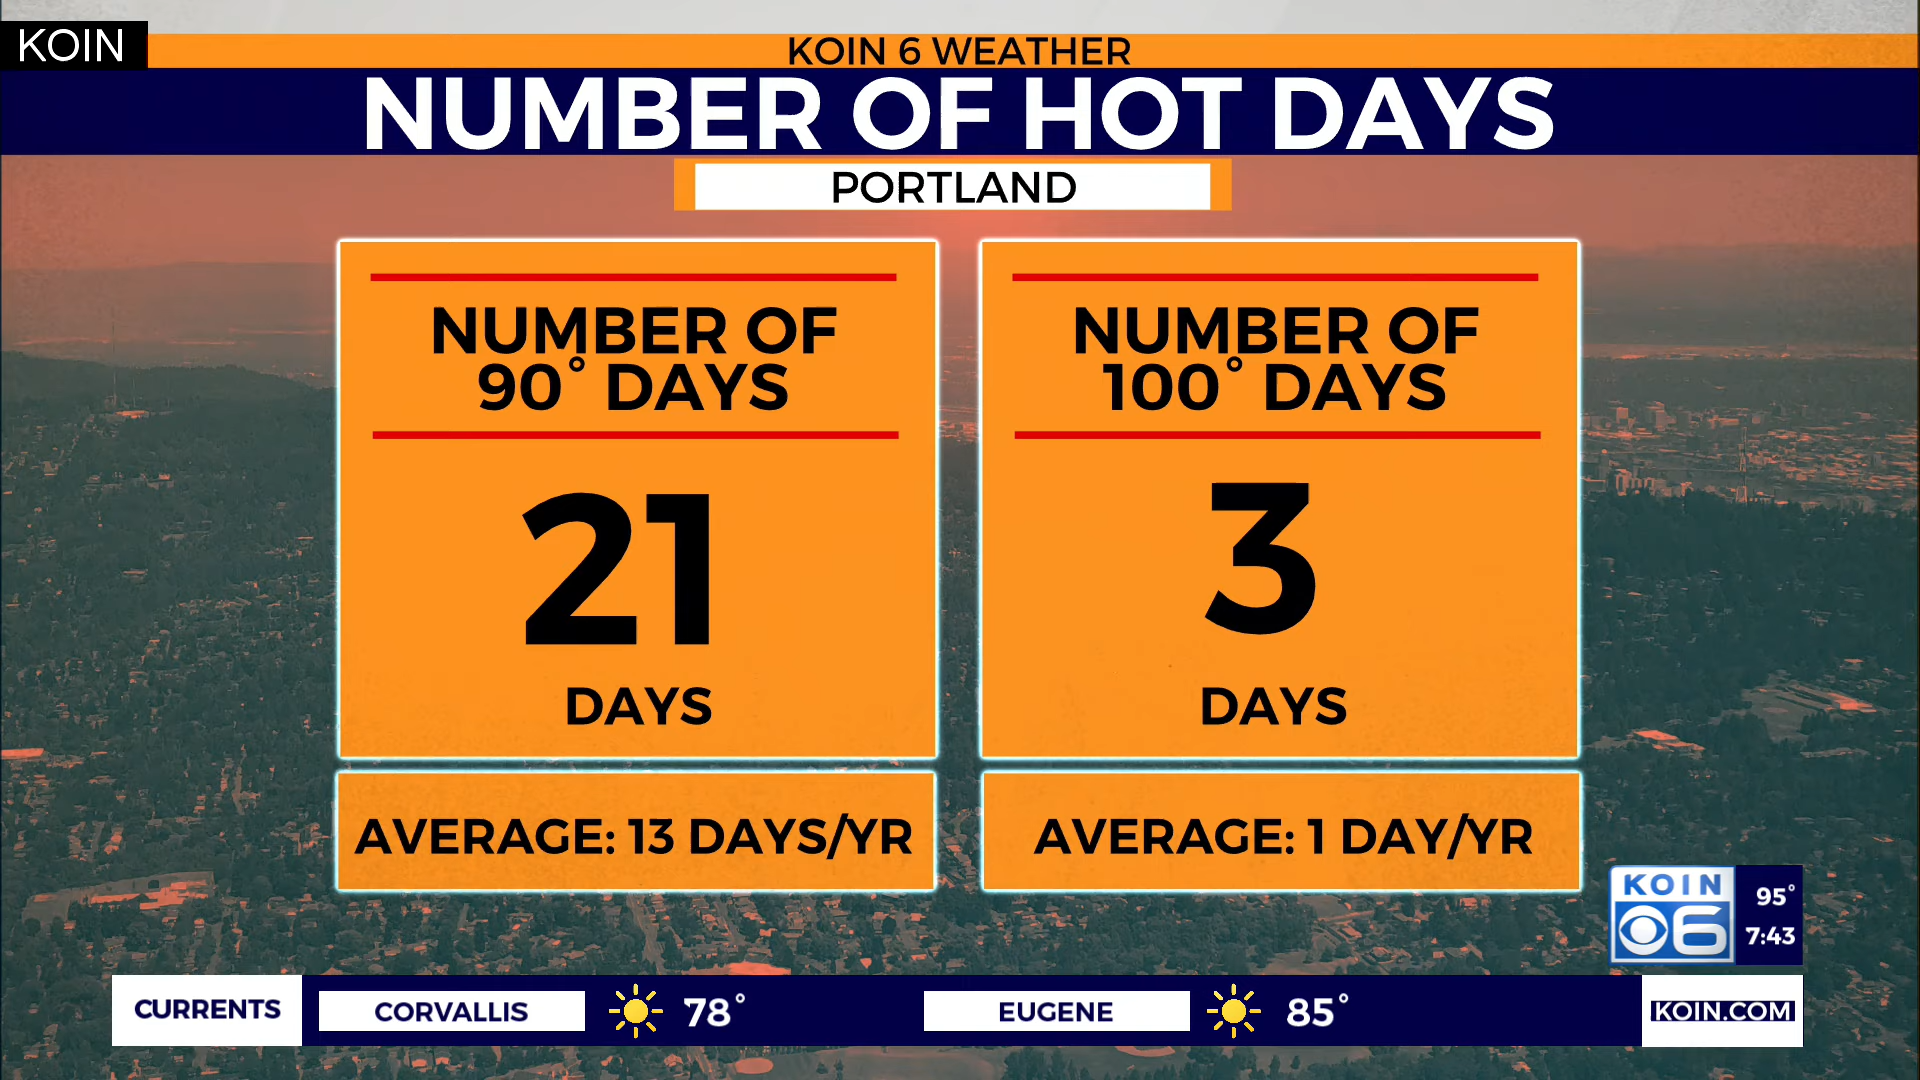 KOIN
KOIN 6 WEATHER
NUMBER OF HOT DAYS
PORTLAND
NUMBER OF
90° DAYS
21
DAYS
AVERAGE: 13 DAYS/YR
NUMBER OF
100° DAYS
3
DAYS
AVERAGE: 1 DAY/YR
KOIN
6
95°
7:43
CURRENTS
CORVALLIS
78°
EUGENE
85°
KOIN.COM